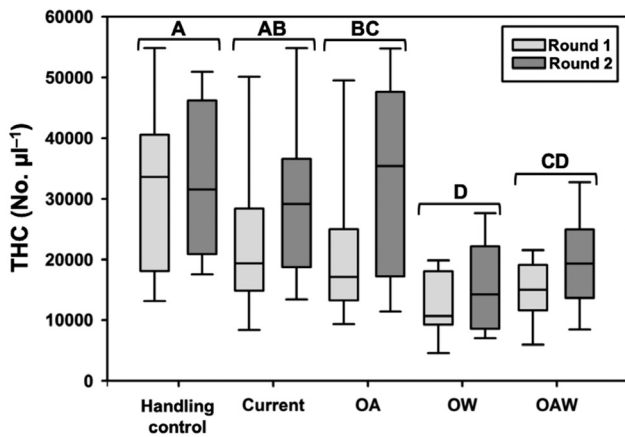 60000
50000
40000
30000
20000
10000
0
THC (No. µl⁻¹)
A
AB
BC
D
CD
Round 1
Round 2
Handling
control
Current
OA
OW
OAW